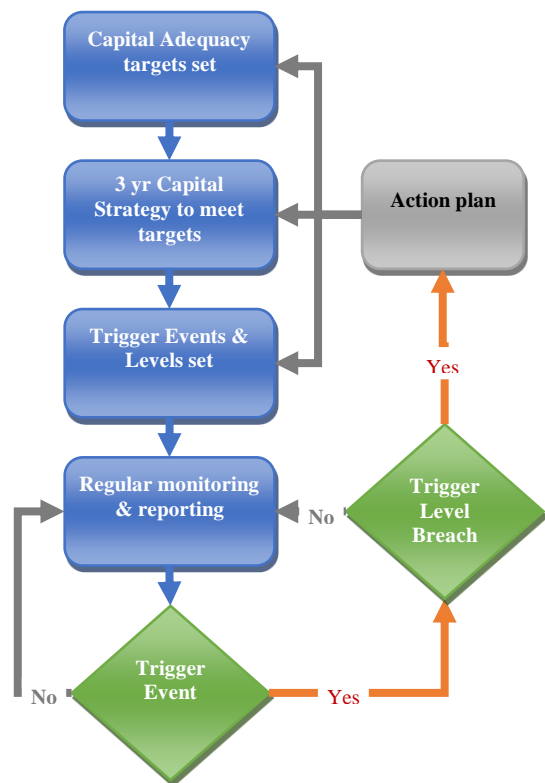 Capital Adequacy
targets set
3 yr Capital
Strategy to meet
targets
Action plan
Trigger Events &
Levels set
Yes
Regular monitoring
& reporting
No
Trigger
Level
Breach
Trigger
Event
No
Yes